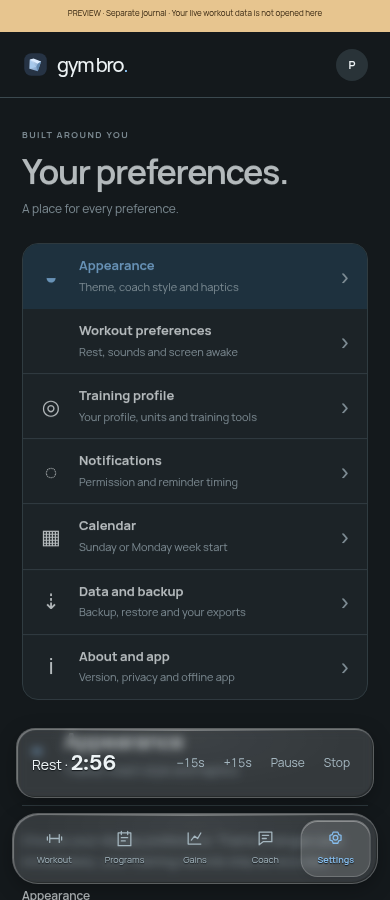 PREVIEW · Separate journal · Your live workout data is not opened here
gymbro.
P
BUILT AROUND YOU
Your preferences.
A place for every preference.
Appearance
Theme, coach style and haptics
Workout preferences
Rest, sounds and screen awake
Training profile
Your profile, units and training tools
Notifications
Permission and reminder timing
Calendar
Sunday or Monday week start
Data and backup
Backup, restore and your exports
About and app
Version, privacy and offline app
Appearance
Rest · 2:56 −15s +15s Pause Stop
Workout Programs Gains Coach Settings
Appearance